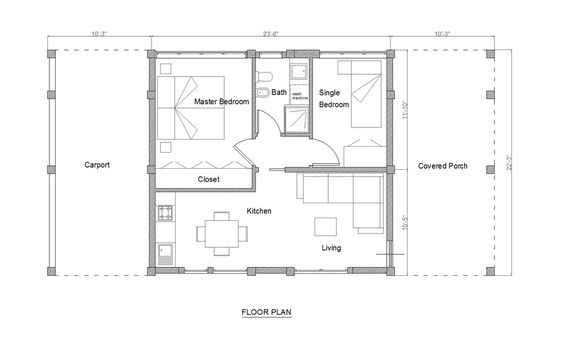 10'-3"
23'-6"
10'-3"
Master Bedroom
Bath
wash
machine
Single
Bedroom
11'-10"
Carport
Closet
Covered Porch
22'-3"
Kitchen
10'-5"
Living
FLOOR PLAN